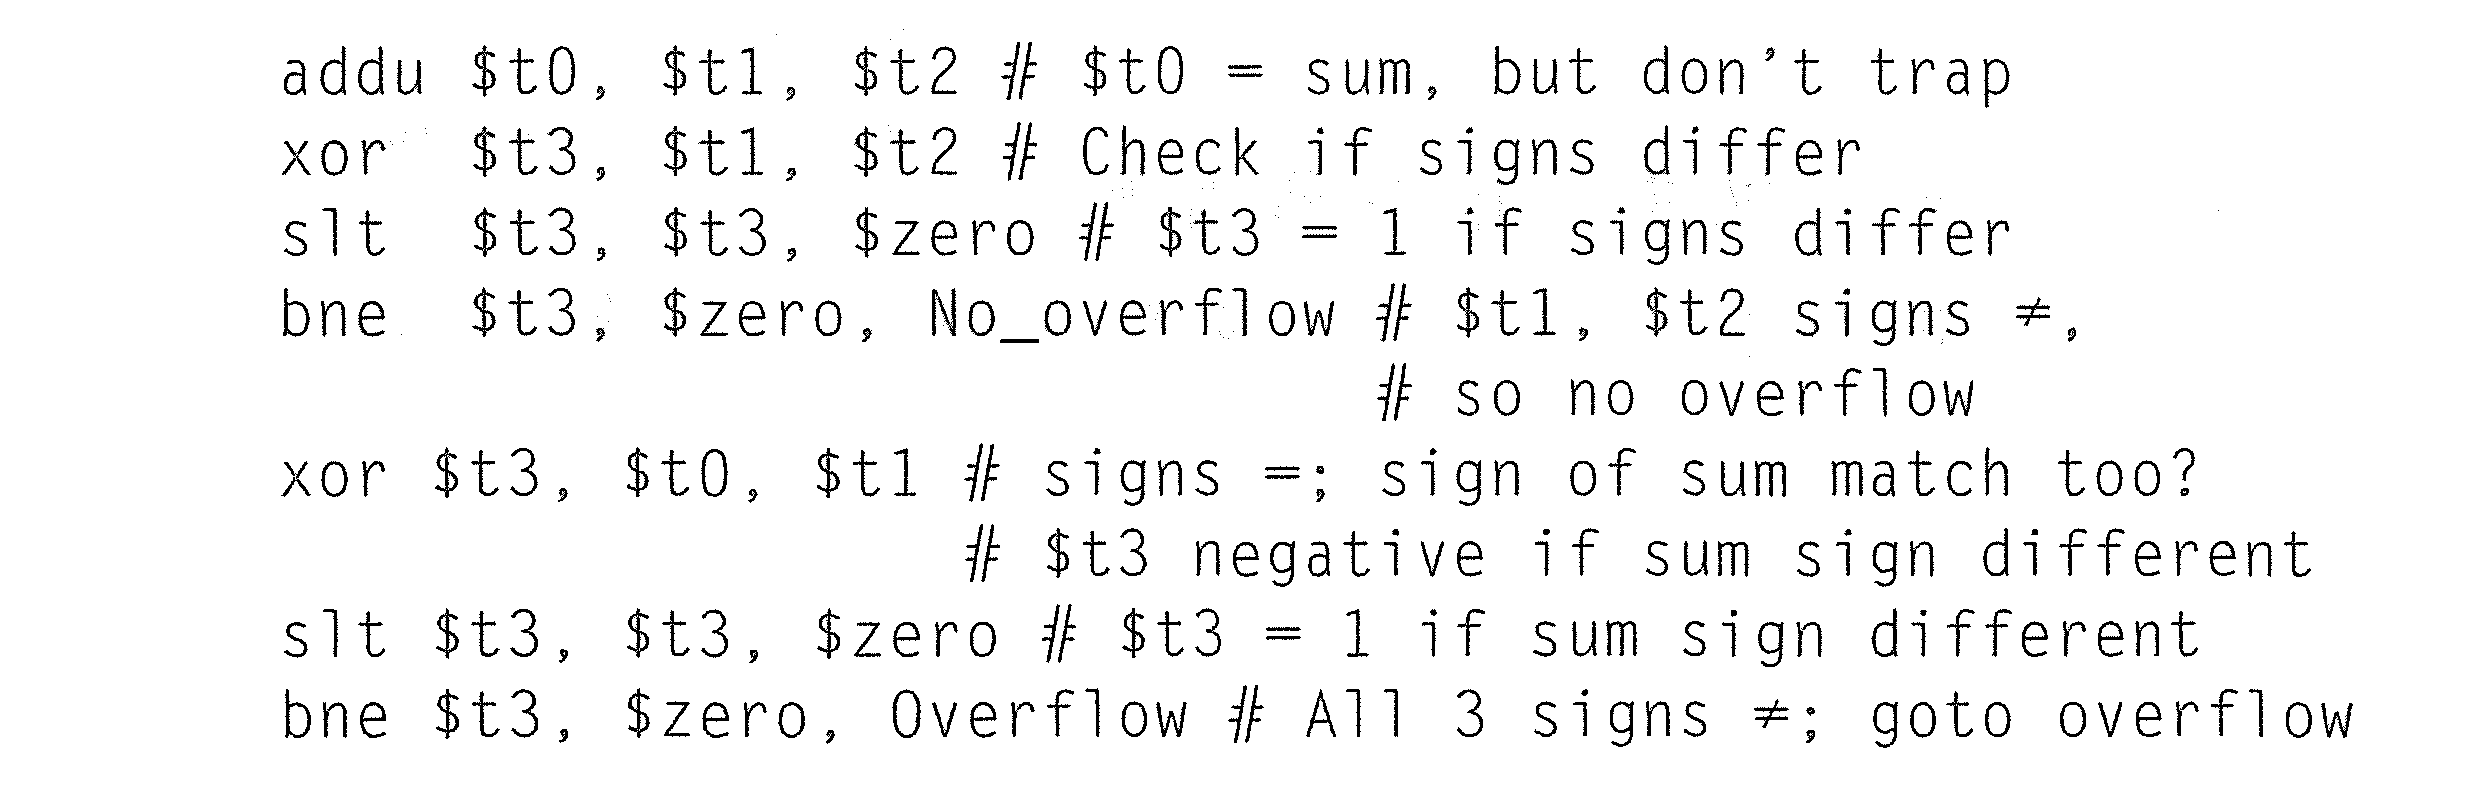 addu $t0, $t1, $t2 # $t0 = sum, but don't trap
xor $t3, $t1, $t2 # Check if signs differ
slt $t3, $t3, $zero # $t3 = 1 if signs differ
bne $t3, $zero, No_overflow # $t1, $t2 signs ≠,
# so no overflow
xor $t3, $t0, $t1 # signs =; sign of sum match too?
# $t3 negative if sum sign different
slt $t3, $t3, $zero # $t3 = 1 if sum sign different
bne $t3, $zero, Overflow # All 3 signs ≠; goto overflow